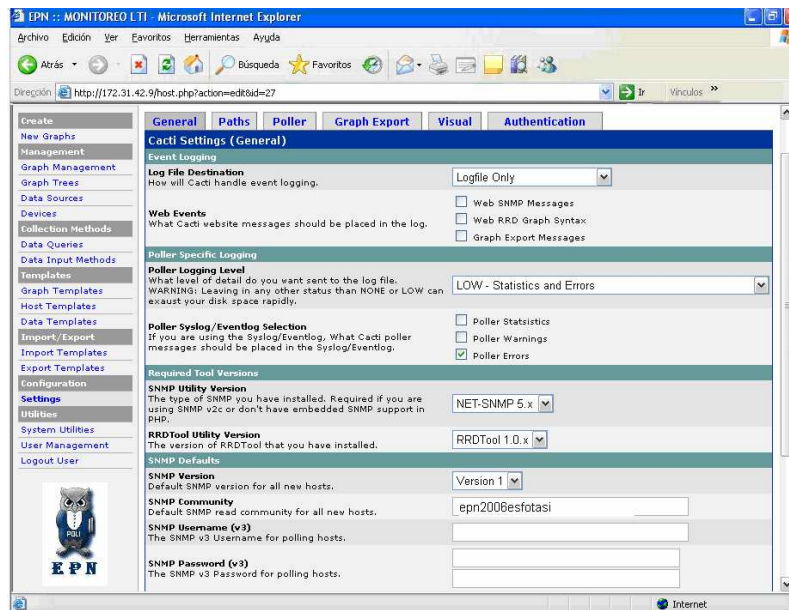 EPN :: MONITOREO LTI - Microsoft Internet Explorer
Archivo Edición Ver Favoritos Herramientas Ayuda
Atrás Búsqueda Favoritos
Dirección http://172.31.42.9/host.php?action=edit&id=27 Ir Vínculos »
Create
New Graphs
Management
Graph Management
Graph Trees
Data Sources
Devices
Collection Methods
Data Queries
Data Input Methods
Templates
Graph Templates
Host Templates
Data Templates
Import/Export
Import Templates
Export Templates
Configuration
Settings
Utilities
System Utilities
User Management
Logout User
POLI
E P N
General Paths Poller Graph Export Visual Authentication
Cacti Settings (General)
Event Logging
Log File Destination
How will Cacti handle event logging.
Logfile Only
Web Events
What Cacti website messages should be placed in the log.
Web SNMP Messages
Web RRD Graph Syntax
Graph Export Messages
Poller Specific Logging
Poller Logging Level
What level of detail do you want sent to the log file.
WARNING: Leaving in any other status than NONE or LOW can
exaust your disk space rapidly.
LOW - Statistics and Errors
Poller Syslog/Eventlog Selection
If you are using the Syslog/Eventlog, What Cacti poller
messages should be placed in the Syslog/Eventlog.
Poller Statsistics
Poller Warnings
Poller Errors
Required Tool Versions
SNMP Utility Version
The type of SNMP you have installed. Required if you are
using SNMP v2c or don't have embedded SNMP support in
PHP.
NET-SNMP 5.x
RRDTool Utility Version
The version of RRDTool that you have installed.
RRDTool 1.0.x
SNMP Defaults
SNMP Version
Default SNMP version for all new hosts.
Version 1
SNMP Community
Default SNMP read community for all new hosts.
epn2006esfotasi
SNMP Username (v3)
The SNMP v3 Username for polling hosts.
SNMP Password (v3)
The SNMP v3 Password for polling hosts.
Internet